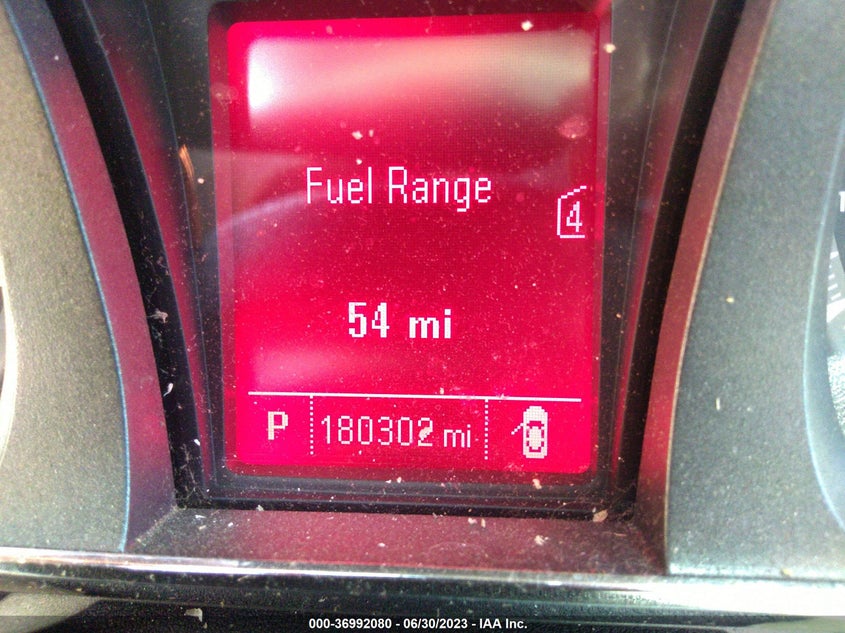 Fuel Range
4
54 mi
P 180302 mi
000-36992080 - 06/30/2023 - IAA Inc.